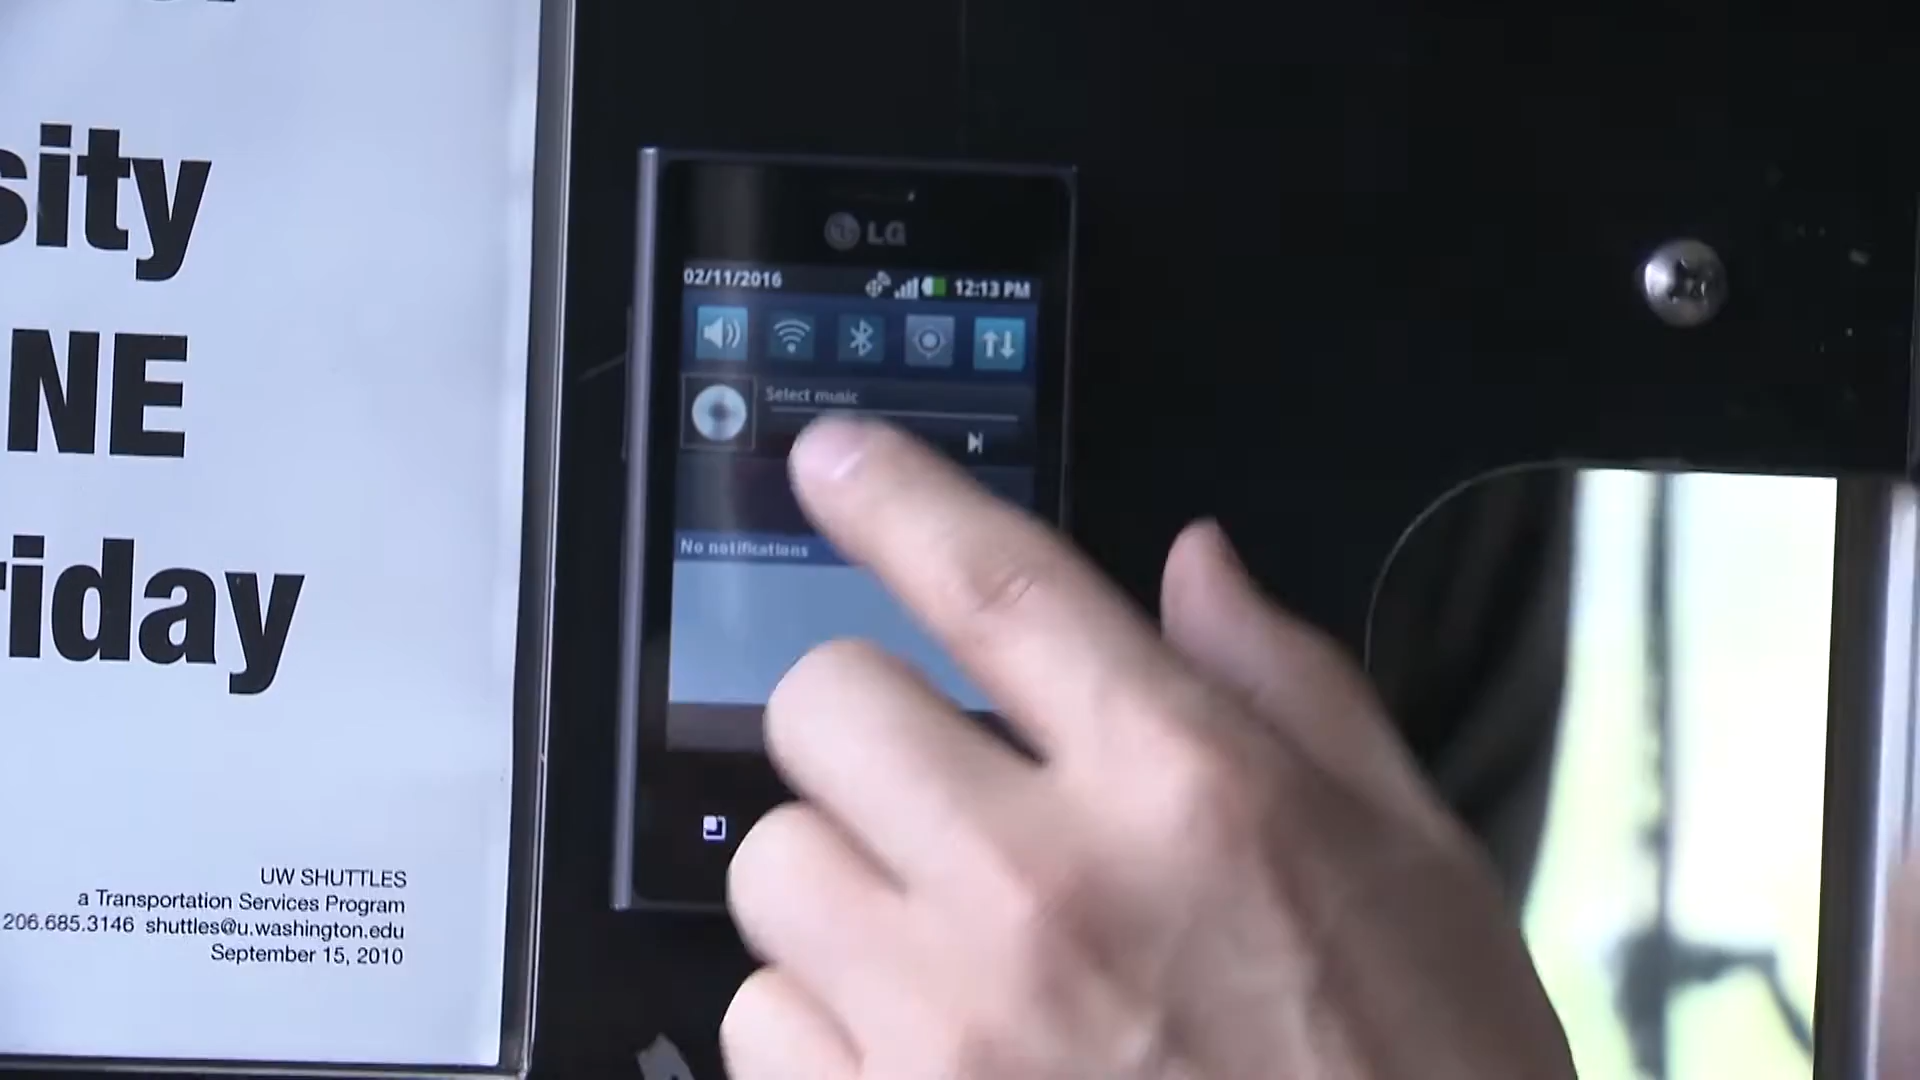 sity
NE
riday
UW SHUTTLES
a Transportation Services Program
206.685.3146 shuttles@u.washington.edu
September 15, 2010
LG
02/11/2016 12:13 PM
Select music
No notifications